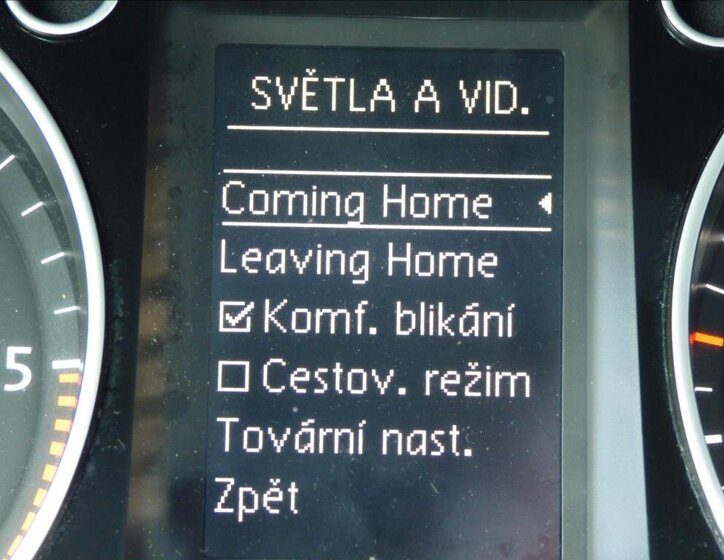 SVĚTLA A VID.
Coming Home
Leaving Home
Komf. blikání
Cestov. režim
Tovární nast.
Zpět
5